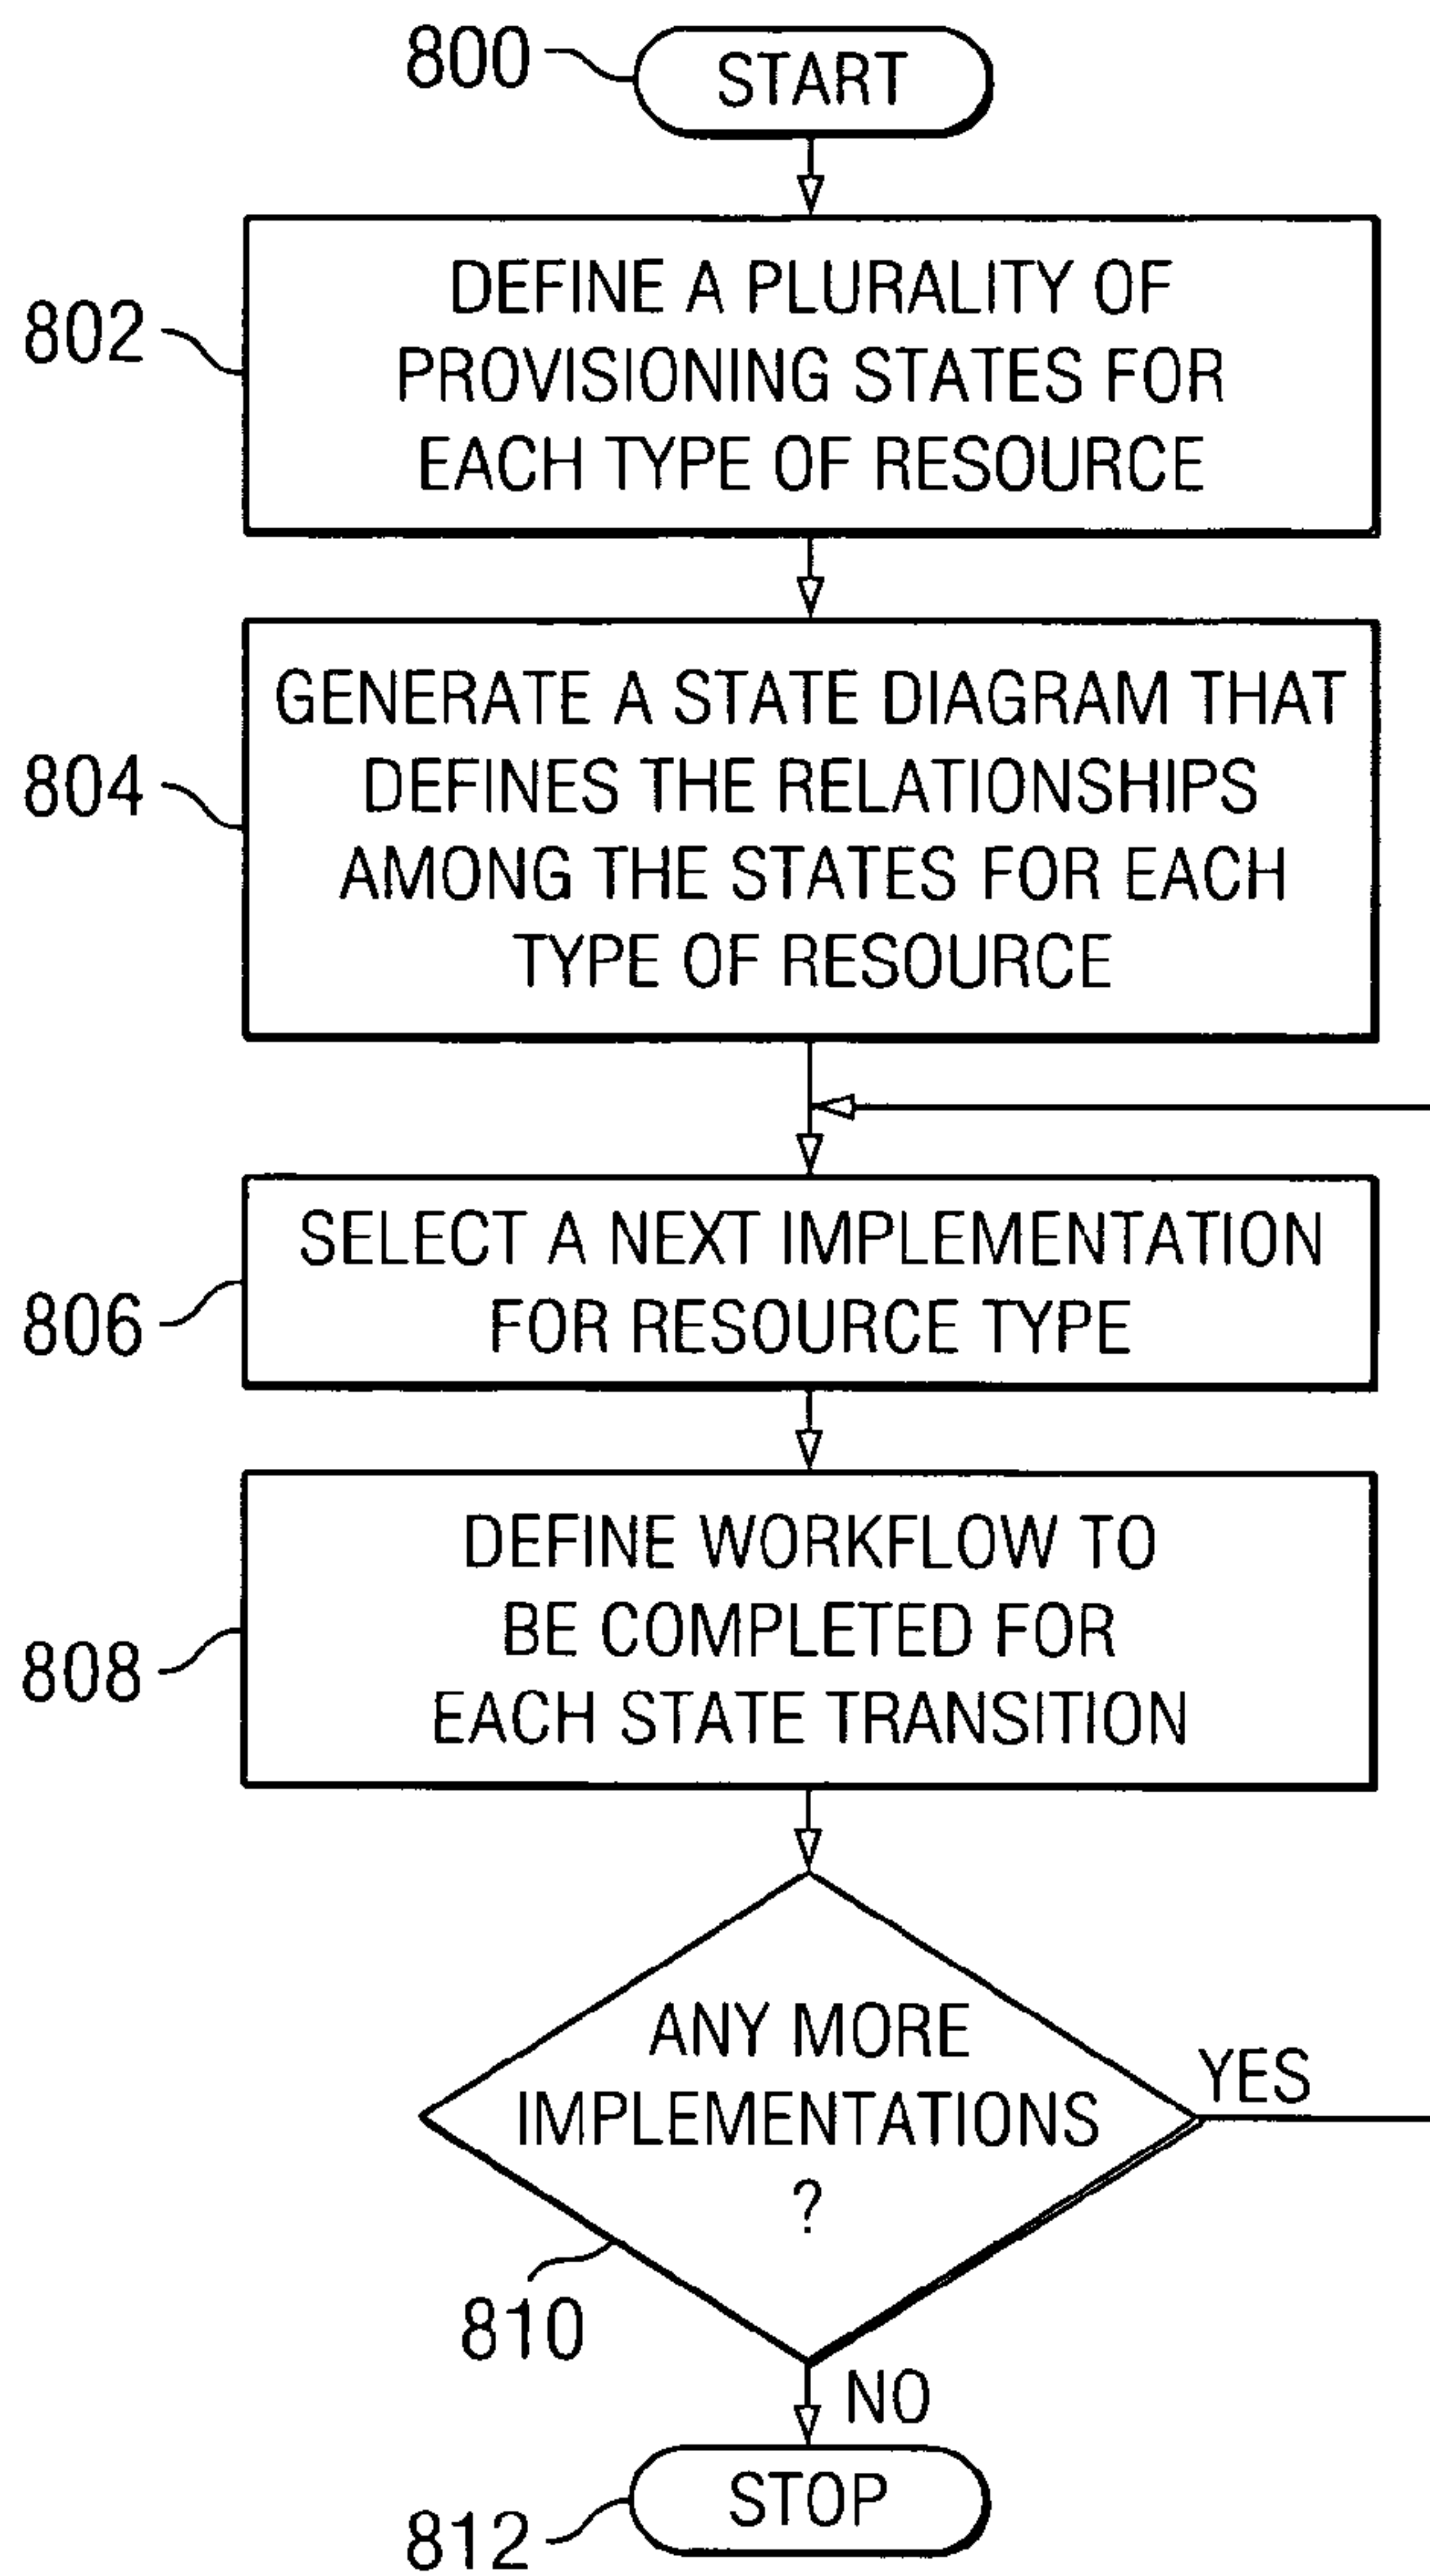 800
START
802
DEFINE A PLURALITY OF
PROVISIONING STATES FOR
EACH TYPE OF RESOURCE
804
GENERATE A STATE DIAGRAM THAT
DEFINES THE RELATIONSHIPS
AMONG THE STATES FOR EACH
TYPE OF RESOURCE
806
SELECT A NEXT IMPLEMENTATION
FOR RESOURCE TYPE
808
DEFINE WORKFLOW TO
BE COMPLETED FOR
EACH STATE TRANSITION
ANY MORE
IMPLEMENTATIONS
?
YES
810
NO
STOP
812